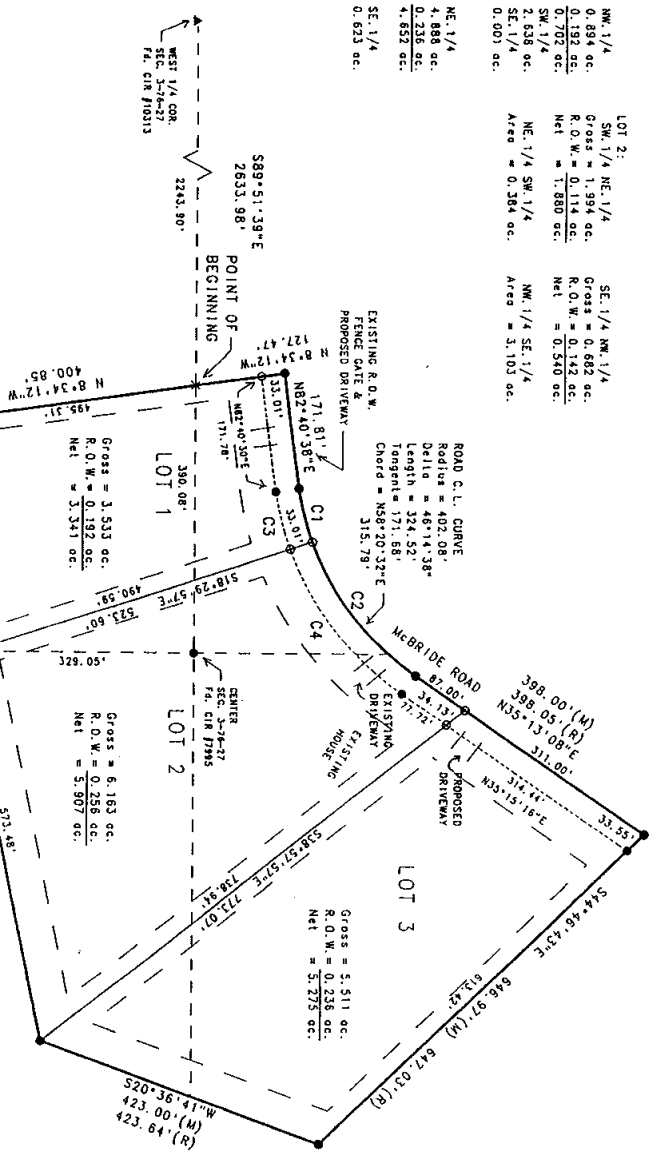 NW. 1/4
0.894 ac.
0.192 ac.
0.702 ac.
SW. 1/4
2.638 ac.
SE. 1/4
0.001 ac.
NE. 1/4
4.888 ac.
0.236 ac.
4.652 ac.
SE. 1/4
0.623 ac.
LOT 2:
SW. 1/4 NE. 1/4
Gross = 1.994 ac.
R.O.W. = 0.114 ac.
Net = 1.880 ac.
NE. 1/4 SW. 1/4
Area = 0.384 ac.
SE. 1/4 NW. 1/4
Gross = 0.682 ac.
R.O.W. = 0.142 ac.
Net = 0.540 ac.
NW. 1/4 SE. 1/4
Area = 3.103 ac.
WEST 1/4 COR.
SEC. 3-76-27
Fd. CIR #10313
2243.90'
S89°51'39"E
2633.98'
POINT OF
BEGINNING
EXISTING R.O.W.
FENCE GATE &
PROPOSED DRIVEWAY
127.47'
N 8°34'12"W
171.81'
N82°40'38"E
33.01'
N82°40'30"E
171.78'
C1
C3
33.01'
ROAD C.L. CURVE
Radius = 402.08'
Delta = 46°14'38"
Length = 324.52'
Tangent = 171.68'
Chord = N58°20'32"E
315.79'
C2
C4
McBRIDE ROAD
87.00'
34.13'
77.72'
EXISTING
DRIVEWAY
PROPOSED
DRIVEWAY
398.00'(M)
398.05'(R)
N35°13'08"E
311.00'
314.44'
N35°15'16"E
33.55'
N 8°34'12"W
400.85'
495.31'
390.08'
LOT 1
Gross = 3.533 ac.
R.O.W. = 0.192 ac.
Net = 3.341 ac.
S18°29'57"E
490.59'
523.60'
329.05'
CENTER
SEC. 3-76-27
Fd. CIR #7995
LOT 2
EXISTING
HOUSE
Gross = 6.163 ac.
R.O.W. = 0.256 ac.
Net = 5.907 ac.
S38°57'57"E
738.94'
773.07'
LOT 3
Gross = 5.511 ac.
R.O.W. = 0.236 ac.
Net = 5.275 ac.
S44°46'43"E
613.42'
646.97'(M)
647.03'(R)
S20°36'41"W
423.00'(M)
423.64'(R)
573.48'